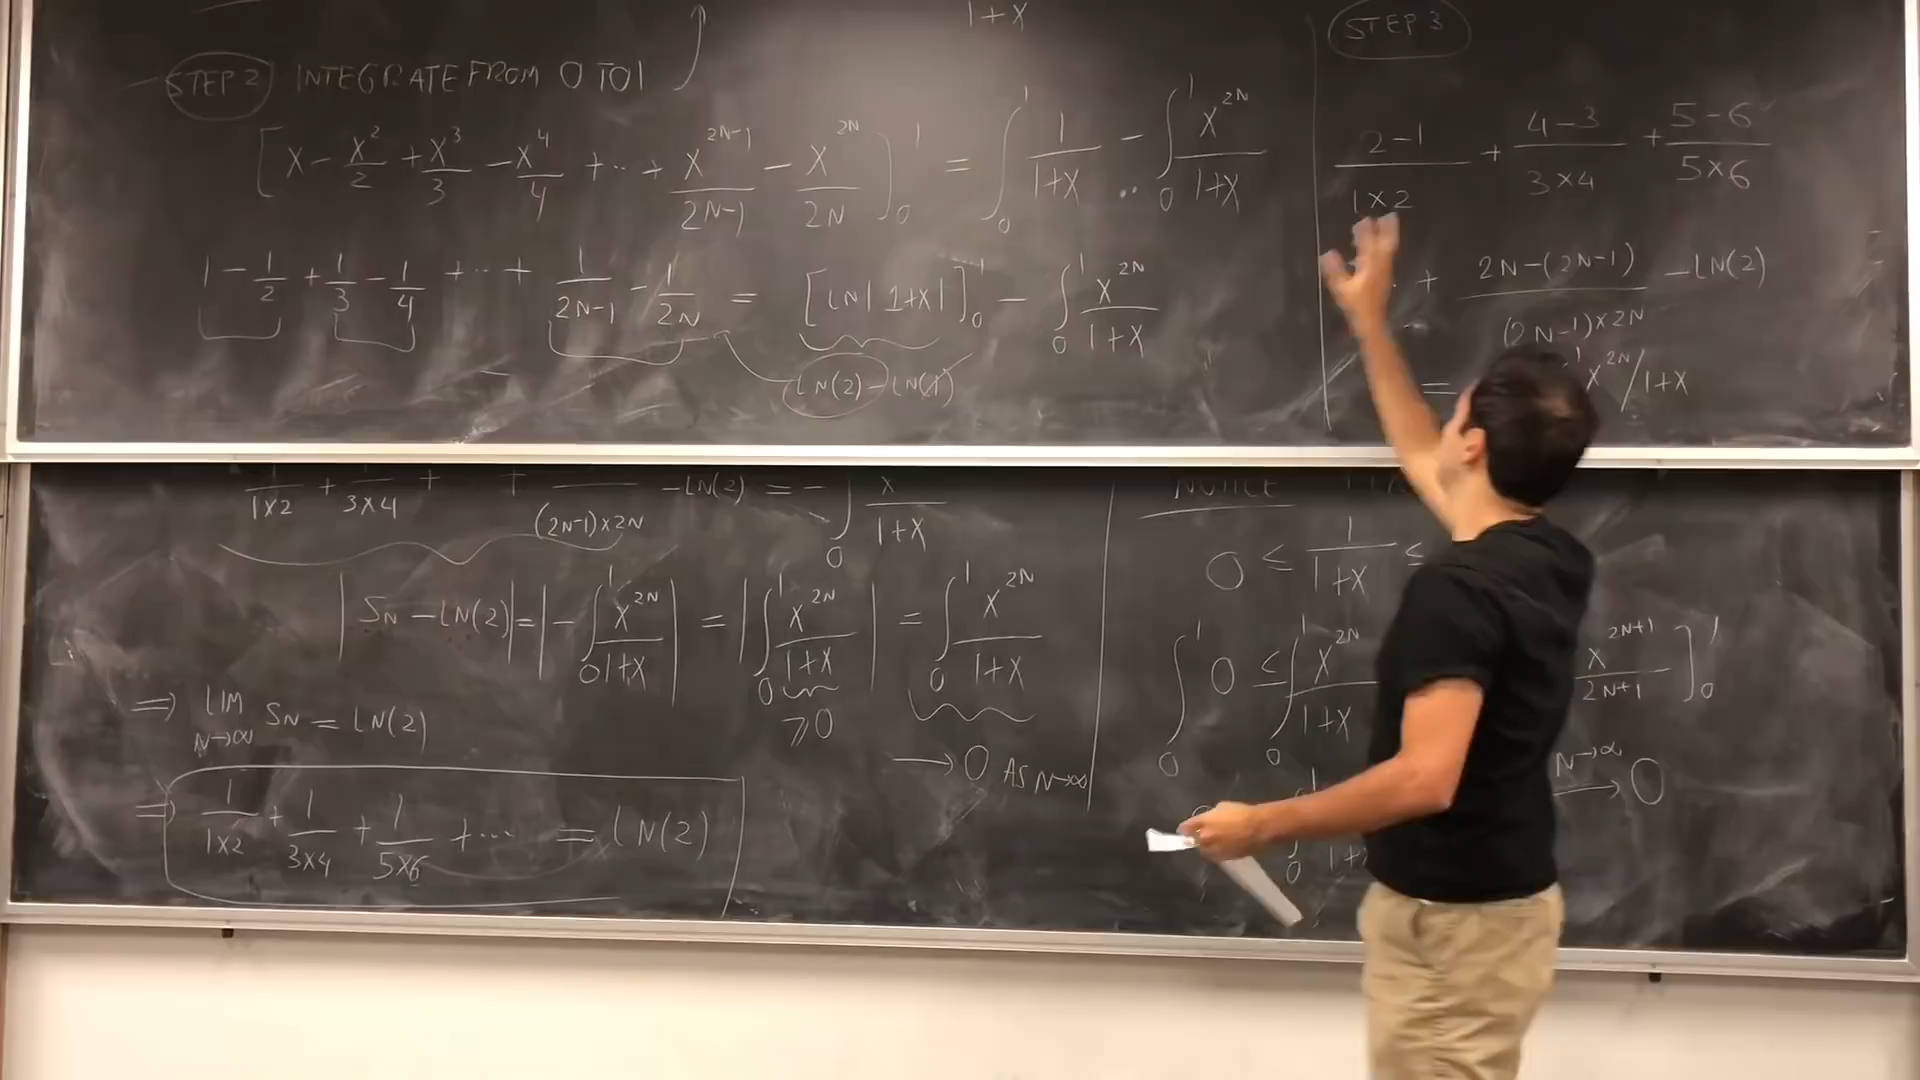 1+X
STEP 2 INTEGRATE FROM 0 TO 1
[X - X²/2 + X³/3 - X⁴/4 + ... + X^(2N-1)/(2N-1) - X^(2N)/(2N)]₀¹ = ∫₀¹ 1/(1+X) - ∫₀¹ X^(2N)/(1+X)
1 - 1/2 + 1/3 - 1/4 + ... + 1/(2N-1) - 1/(2N) = [LN|1+X|]₀¹ - ∫₀¹ X^(2N)/(1+X)
LN(2) - LN(1)
STEP 3
(2-1)/(1×2) + (4-3)/(3×4) + (5-6)/(5×6)
+ (2N-(2N-1))/((2N-1)×2N) - LN(2)
= X^(2N)/1+X
1×2 + 3×4 + + (2N-1)×2N - LN(2) = - ∫₀ X/(1+X)
|S_N - LN(2)| = |-∫₀¹ X^(2N)/(1+X)| = |∫₀¹ X^(2N)/(1+X)| = ∫₀¹ X^(2N)/(1+X)
≥0
→ 0 AS N→∞
⇒ LIM N→∞ S_N = LN(2)
⇒ 1/(1×2) + 1/(3×4) + 1/(5×6) + ... = LN(2)
NOTICE
0 ≤ 1/(1+X) ≤
∫₀¹ 0 ≤ ∫₀¹ X^(2N)/(1+X) X^(2N+1)/(2N+1)]₀¹
N→∞ → 0